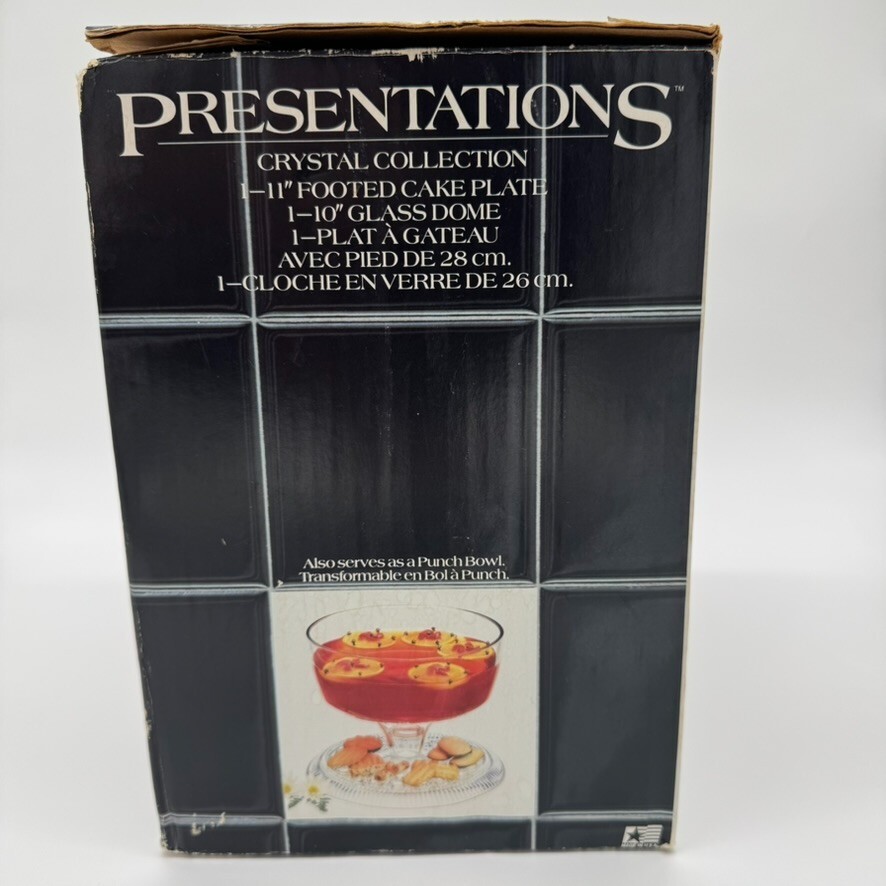 PRESENTATIONS™
CRYSTAL COLLECTION
1–11" FOOTED CAKE PLATE
1–10" GLASS DOME
1–PLAT À GATEAU
AVEC PIED DE 28 cm.
1–CLOCHE EN VERRE DE 26 cm.
Also serves as a Punch Bowl.
Transformable en Bol à Punch.